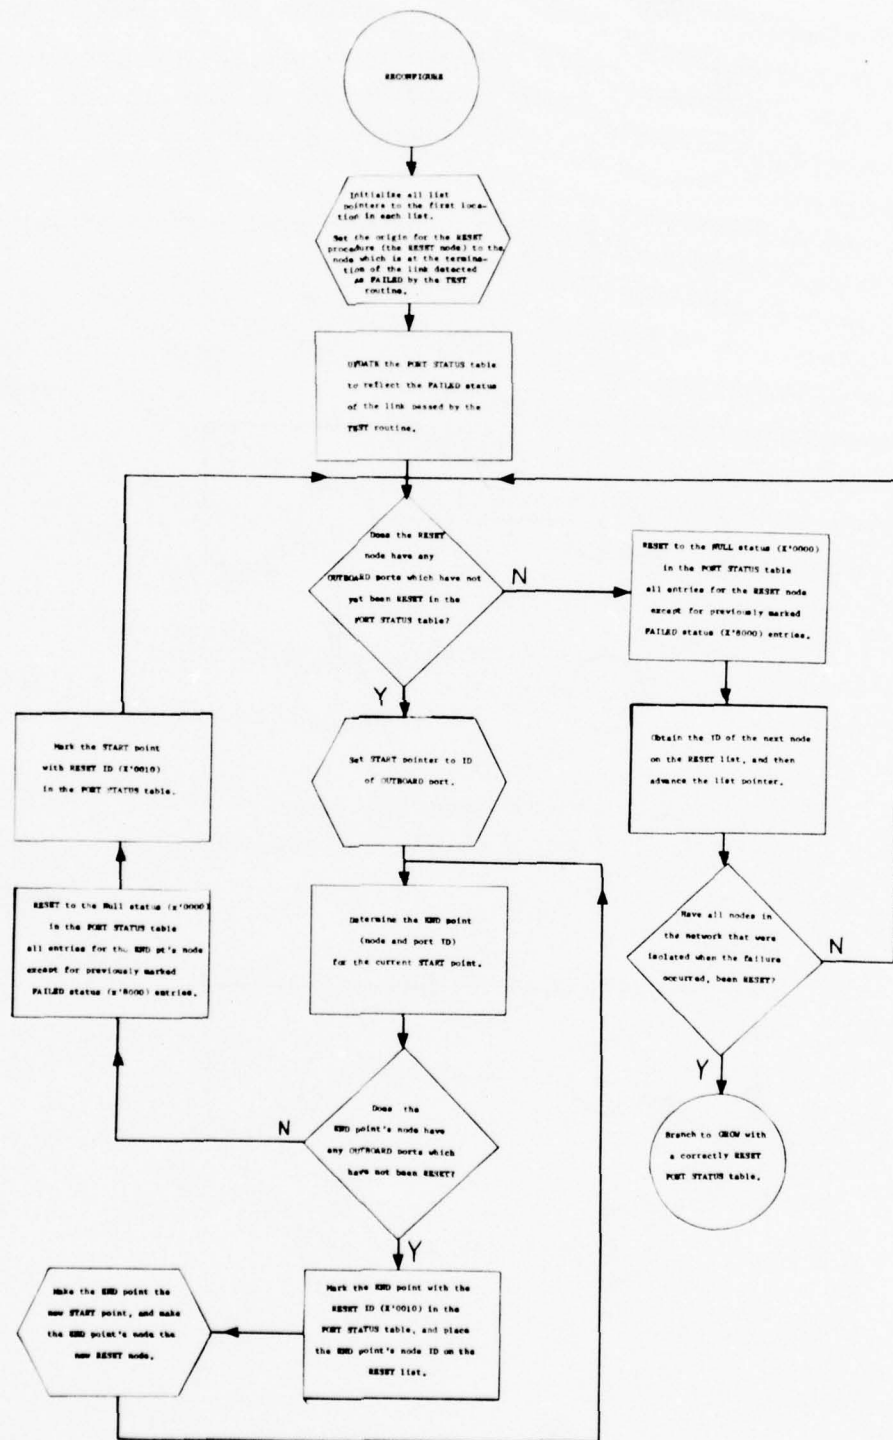 RECONFIGURE
Initialize all list
pointers to the first loca-
tion in each list.
Set the origin for the RESET
procedure (the RESET node) to the
node which is at the termina-
tion of the link detected
as FAILED by the TEST
routine.
UPDATE the PORT STATUS table
to reflect the FAILED status
of the link passed by the
TEST routine.
Does the RESET
node have any
OUTBOARD ports which have not
yet been RESET in the
PORT STATUS table?
N
Y
RESET to the NULL status (X'0000)
in the PORT STATUS table
all entries for the RESET node
except for previously marked
FAILED status (X'8000) entries.
Mark the START point
with RESET ID (X'0010)
in the PORT STATUS table.
Set START pointer to ID
of OUTBOARD port.
Obtain the ID of the next node
on the RESET list, and then
advance the list pointer.
RESET to the Null status (x'0000)
in the PORT STATUS table
all entries for the END pt's node
except for previously marked
FAILED status (x'8000) entries.
Determine the END point
(node and port ID)
for the current START point.
Have all nodes in
the network that were
isolated when the failure
occurred, been RESET?
N
Y
Does the
END point's node have
any OUTBOARD ports which
have not been RESET?
N
Y
Branch to GROW with
a correctly RESET
PORT STATUS table.
Make the END point the
new START point, and make
the END point's node the
new RESET node.
Mark the END point with the
RESET ID (X'0010) in the
PORT STATUS table, and place
the END point's node ID on the
RESET list.